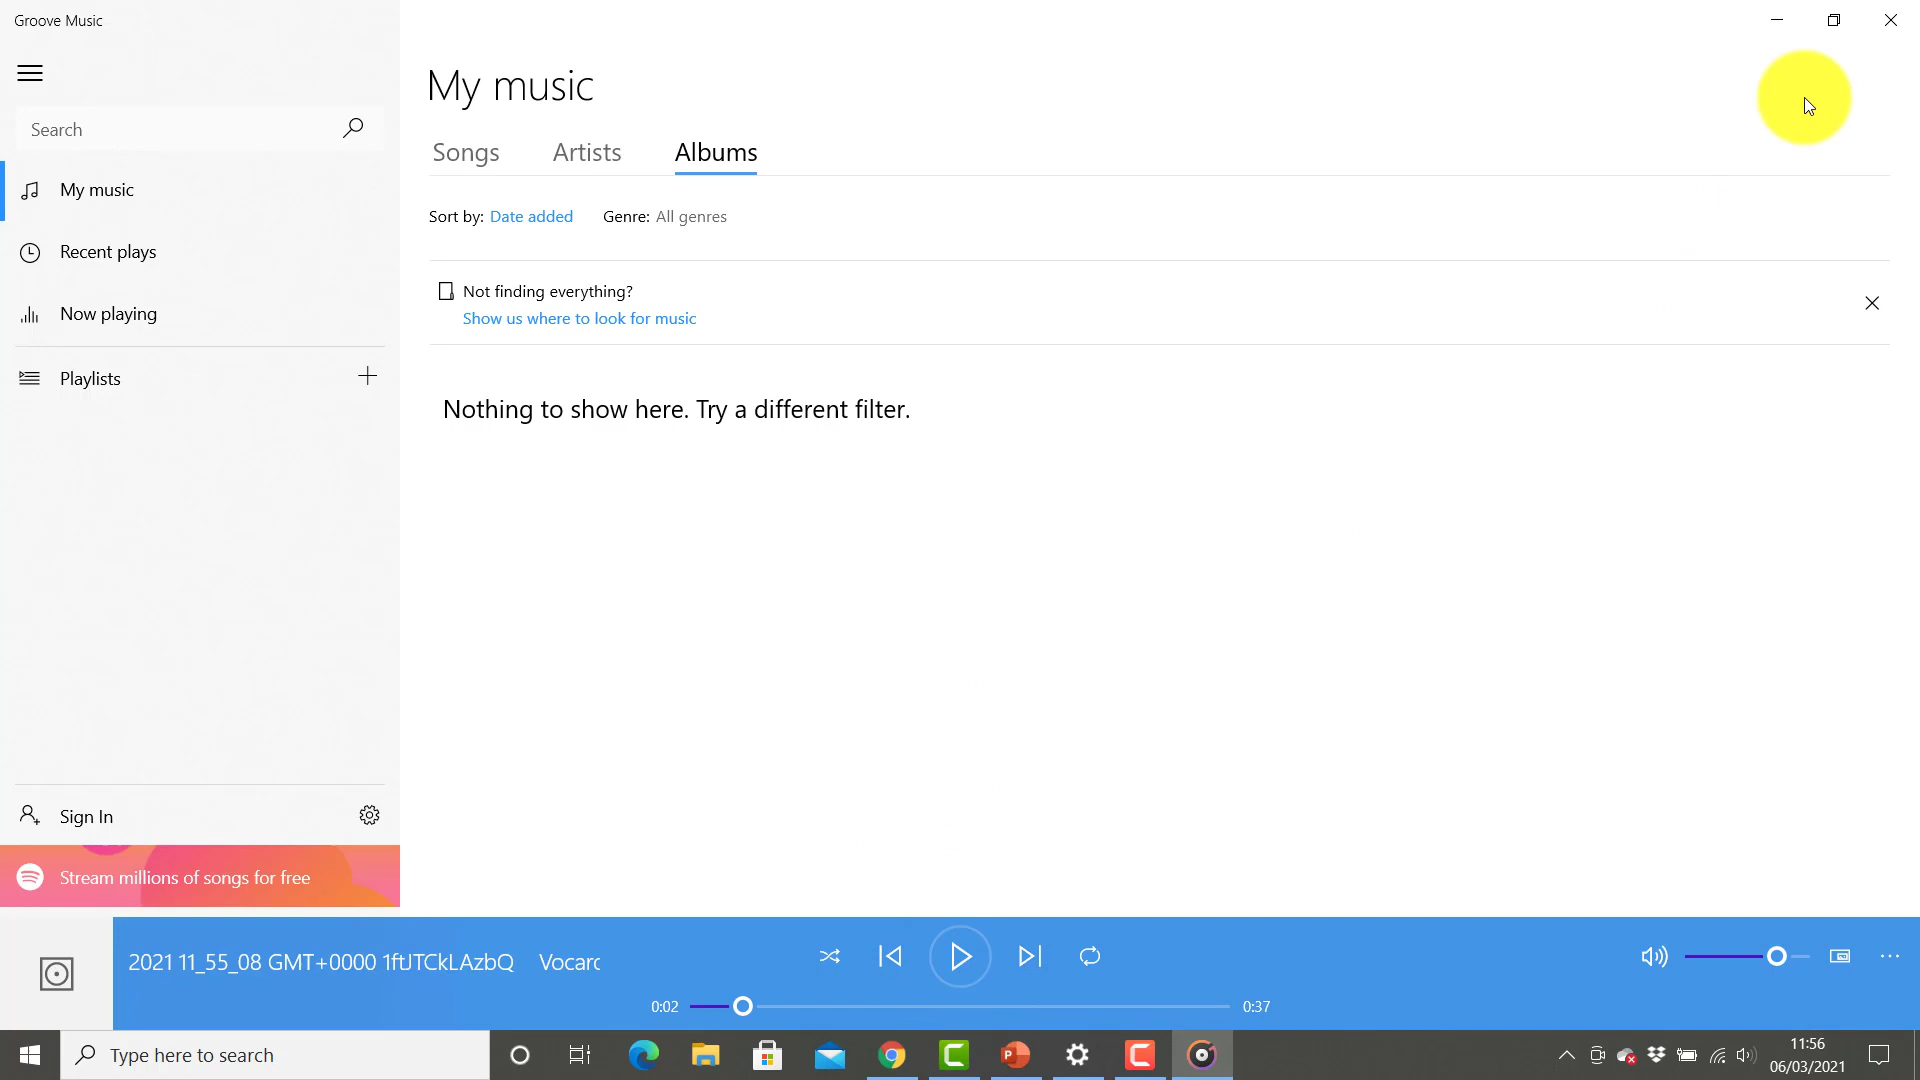 Groove Music
Search
My music
Recent plays
Now playing
Playlists
Sign In
Stream millions of songs for free
My music
Songs Artists Albums
Sort by: Date added Genre: All genres
Not finding everything?
Show us where to look for music
Nothing to show here. Try a different filter.
2021 11_55_08 GMT+0000 1ftJTCkLAzbQ Vocaro
0:02 0:37
Type here to search
11:56
06/03/2021